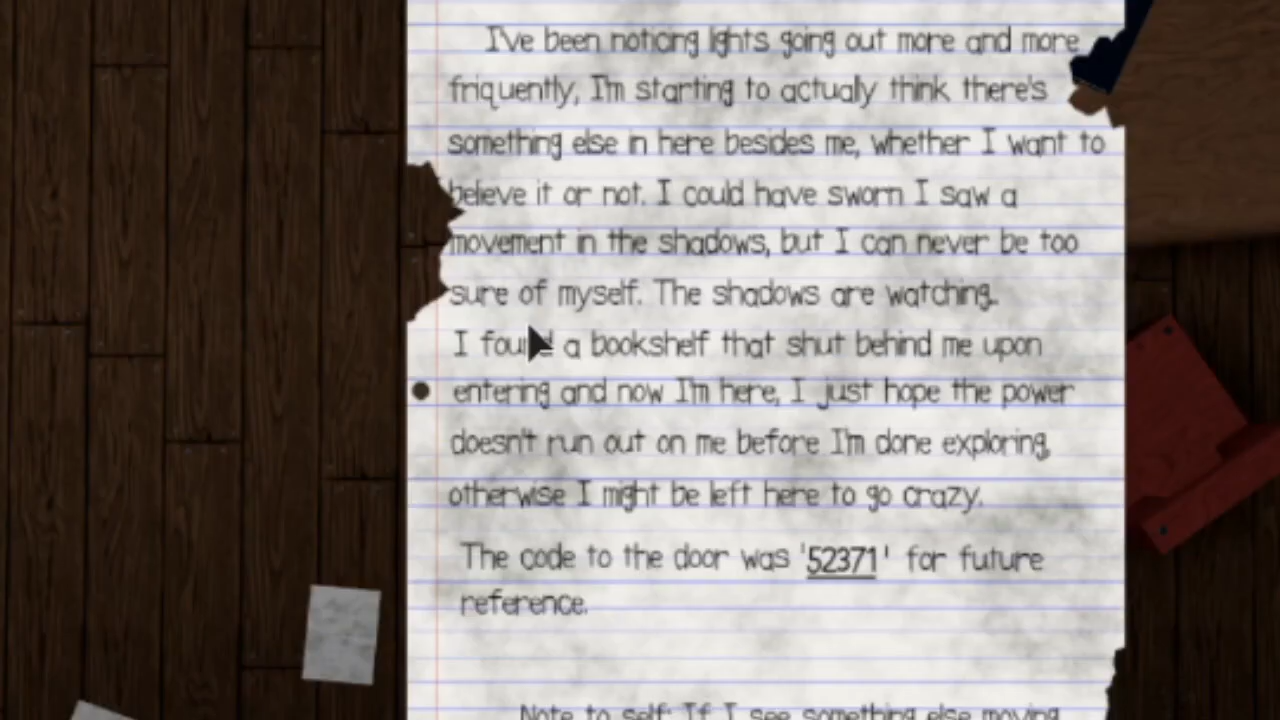 I've been noticing lights going out more and more
friquently, I'm starting to actually think there's
something else in here besides me, whether I want to
believe it or not. I could have sworn I saw a
movement in the shadows, but I can never be too
sure of myself. The shadows are watching..
I found a bookshelf that shut behind me upon
entering and now I'm here, I just hope the power
doesn't run out on me before I'm done exploring,
otherwise I might be left here to go crazy.
The code to the door was '52371' for future
reference.
Note to self: If I see something else moving